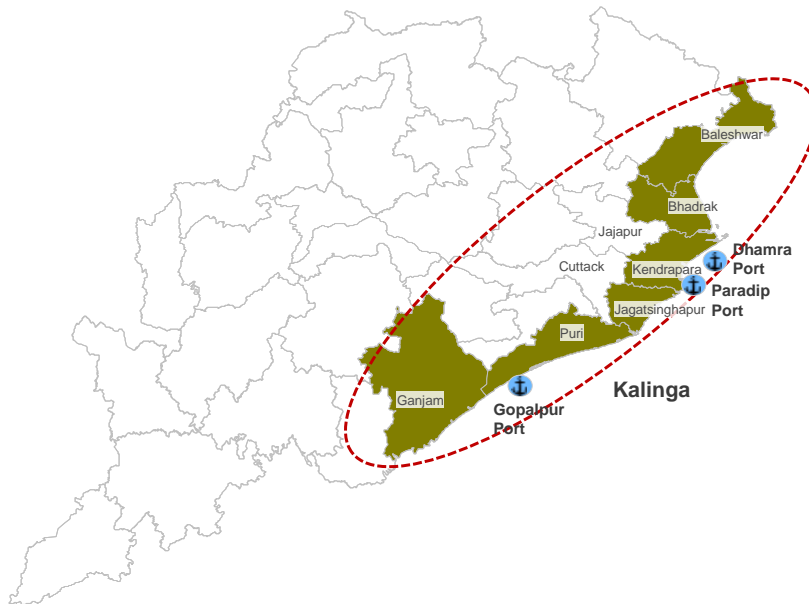 Baleshwar
Bhadrak
Jajapur
Dhamra
Port
Cuttack
Kendrapara
Paradip
Port
Jagatsinghapur
Puri
Kalinga
Ganjam
Gopalpur
Port